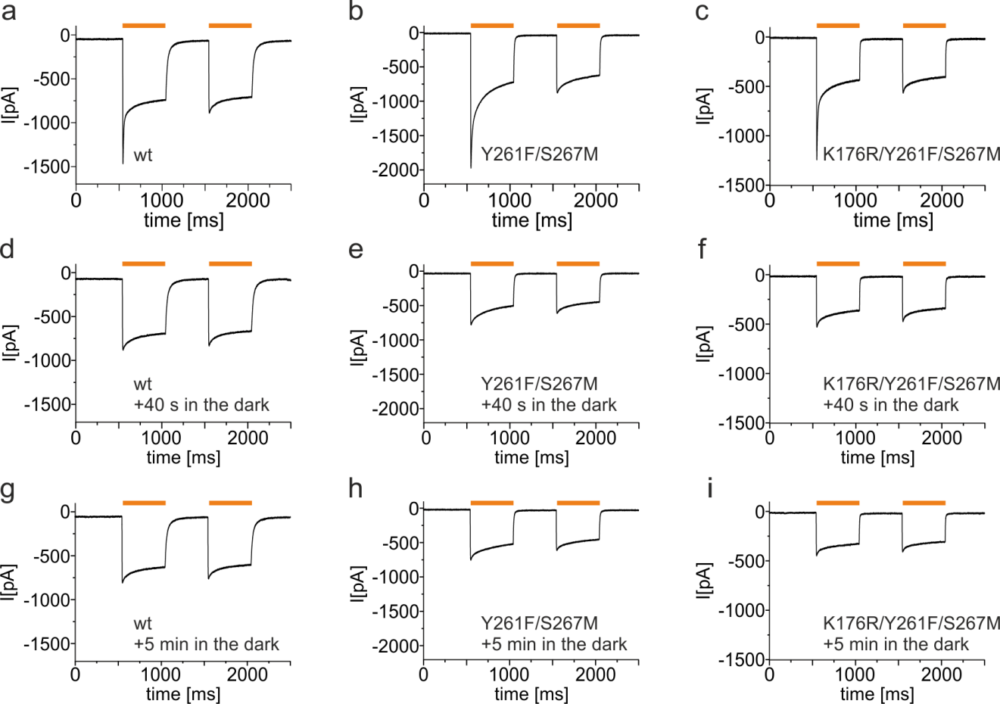 a
0
-500
-1000
-1500
I[pA]
wt
0
1000
2000
time [ms]
b
0
-500
-1000
-1500
-2000
I[pA]
Y261F/S267M
0
1000
2000
time [ms]
c
0
-500
-1000
-1500
I[pA]
K176R/Y261F/S267M
0
1000
2000
time [ms]
d
0
-500
-1000
-1500
I[pA]
wt
+40 s in the dark
0
1000
2000
time [ms]
e
0
-500
-1000
-1500
-2000
I[pA]
Y261F/S267M
+40 s in the dark
0
1000
2000
time [ms]
f
0
-500
-1000
-1500
I[pA]
K176R/Y261F/S267M
+40 s in the dark
0
1000
2000
time [ms]
g
0
-500
-1000
-1500
I[pA]
wt
+5 min in the dark
0
1000
2000
time [ms]
h
0
-500
-1000
-1500
-2000
I[pA]
Y261F/S267M
+5 min in the dark
0
1000
2000
time [ms]
i
0
-500
-1000
-1500
I[pA]
K176R/Y261F/S267M
+5 min in the dark
0
1000
2000
time [ms]